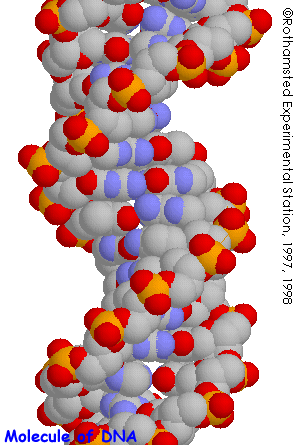 ©Rothamsted Experimental Station, 1997, 1998
Molecule of DNA